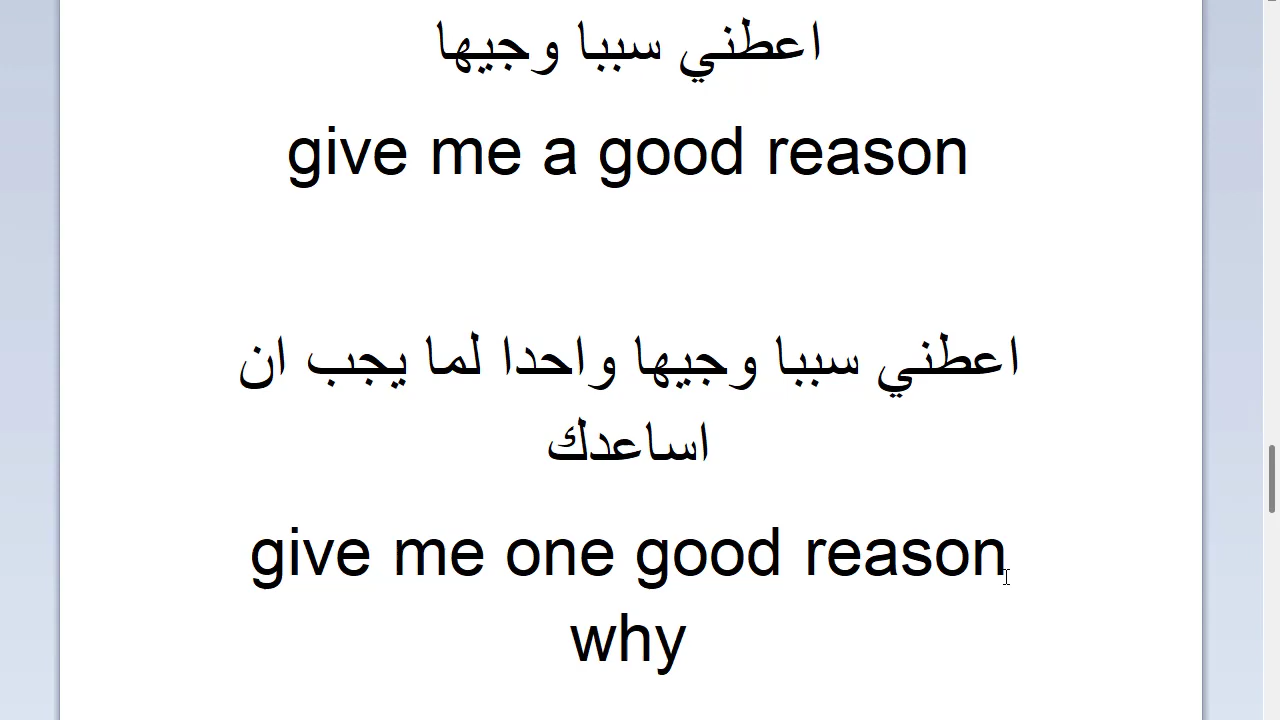 اعطني سببا وجيها
give me a good reason
اعطني سببا وجيها واحدا لما يجب ان
اساعدك
give me one good reason
why